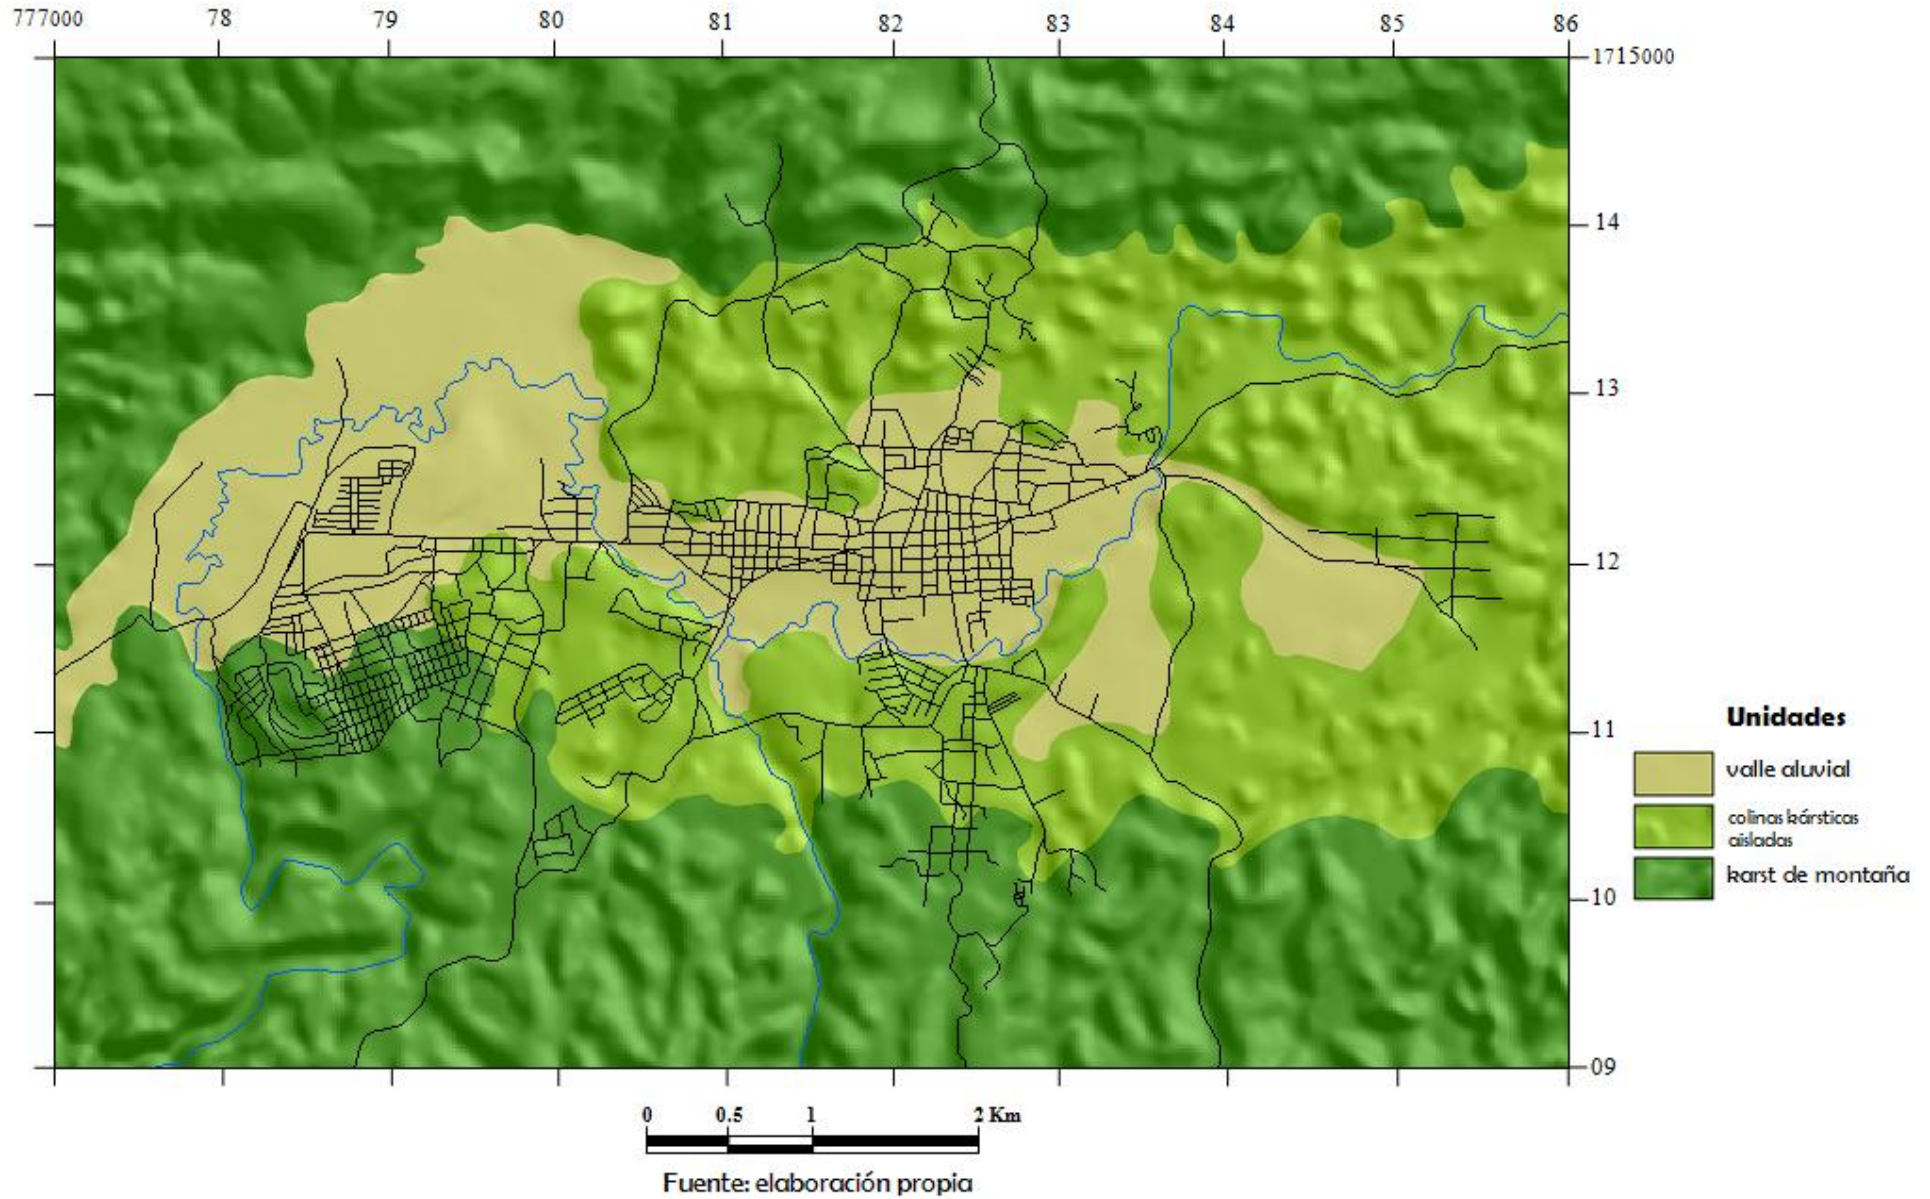 777000 78 79 80 81 82 83 84 85 86
1715000
14
13
12
11
10
09
Unidades
valle aluvial
colinas kársticas
aisladas
karst de montaña
0 0.5 1 2 Km
Fuente: elaboración propia